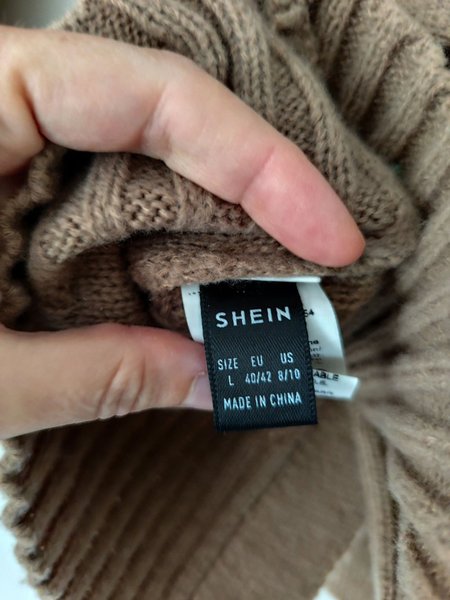 SHEIN
SIZE EU US
L 40/42 8/10
MADE IN CHINA